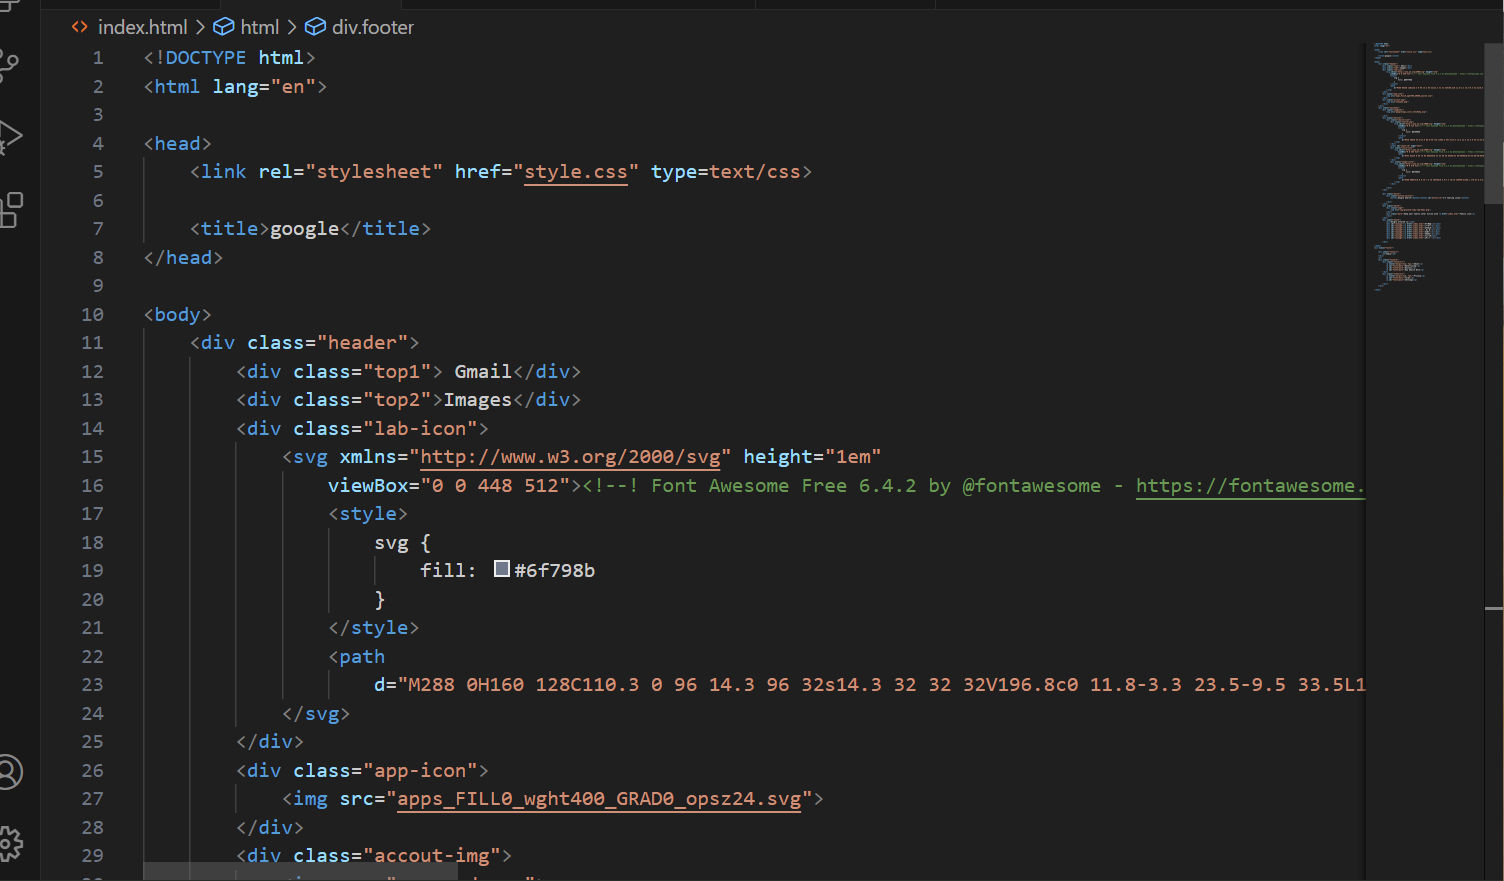 index.html > html > div.footer
1 <!DOCTYPE html>
2 <html lang="en">
3
4 <head>
5 <link rel="stylesheet" href="style.css" type=text/css>
6
7 <title>google</title>
8 </head>
9
10 <body>
11 <div class="header">
12 <div class="top1"> Gmail</div>
13 <div class="top2">Images</div>
14 <div class="lab-icon">
15 <svg xmlns="http://www.w3.org/2000/svg" height="1em"
16 viewBox="0 0 448 512"><!--! Font Awesome Free 6.4.2 by @fontawesome - https://fontawesome.
17 <style>
18 svg {
19 fill: #6f798b
20 }
21 </style>
22 <path
23 d="M288 0H160 128C110.3 0 96 14.3 96 32s14.3 32 32 32V196.8c0 11.8-3.3 23.5-9.5 33.5L1
24 </svg>
25 </div>
26 <div class="app-icon">
27 <img src="apps_FILL0_wght400_GRAD0_opsz24.svg">
28 </div>
29 <div class="accout-img">